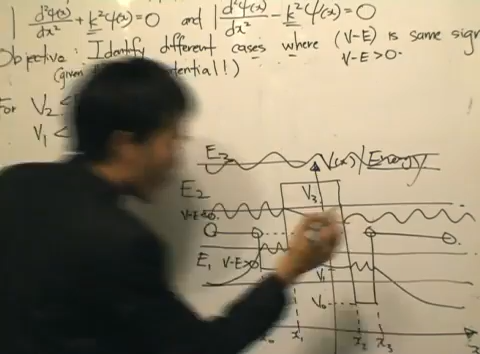 d²Ψ(x)/dx² + k²Ψ(x)=0 and d²Ψ(x)/dx² - k²Ψ(x)=0
Objective: Identify different cases where (V-E) is same sign
(given potential!) V-E>0.
For V₂ <
V₁ <
E₃ V(x)/Energy
E₂ V₃
V-E<0
E₁ V-E>0 V₁
V₀
x₀ x₁ x₂ x₃ x